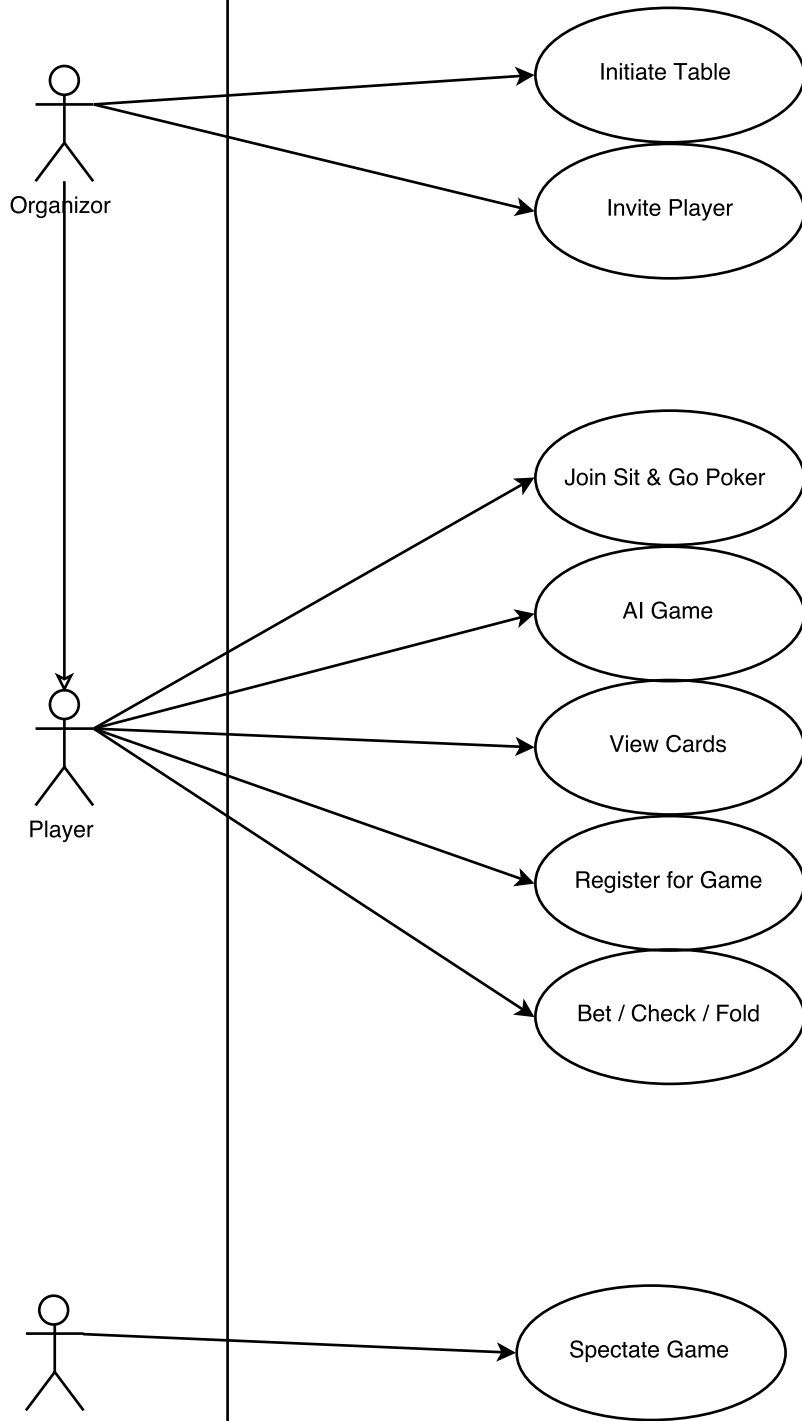 Initiate Table
Organizor
Invite Player
Join Sit & Go Poker
AI Game
View Cards
Player
Register for Game
Bet / Check / Fold
Spectate Game